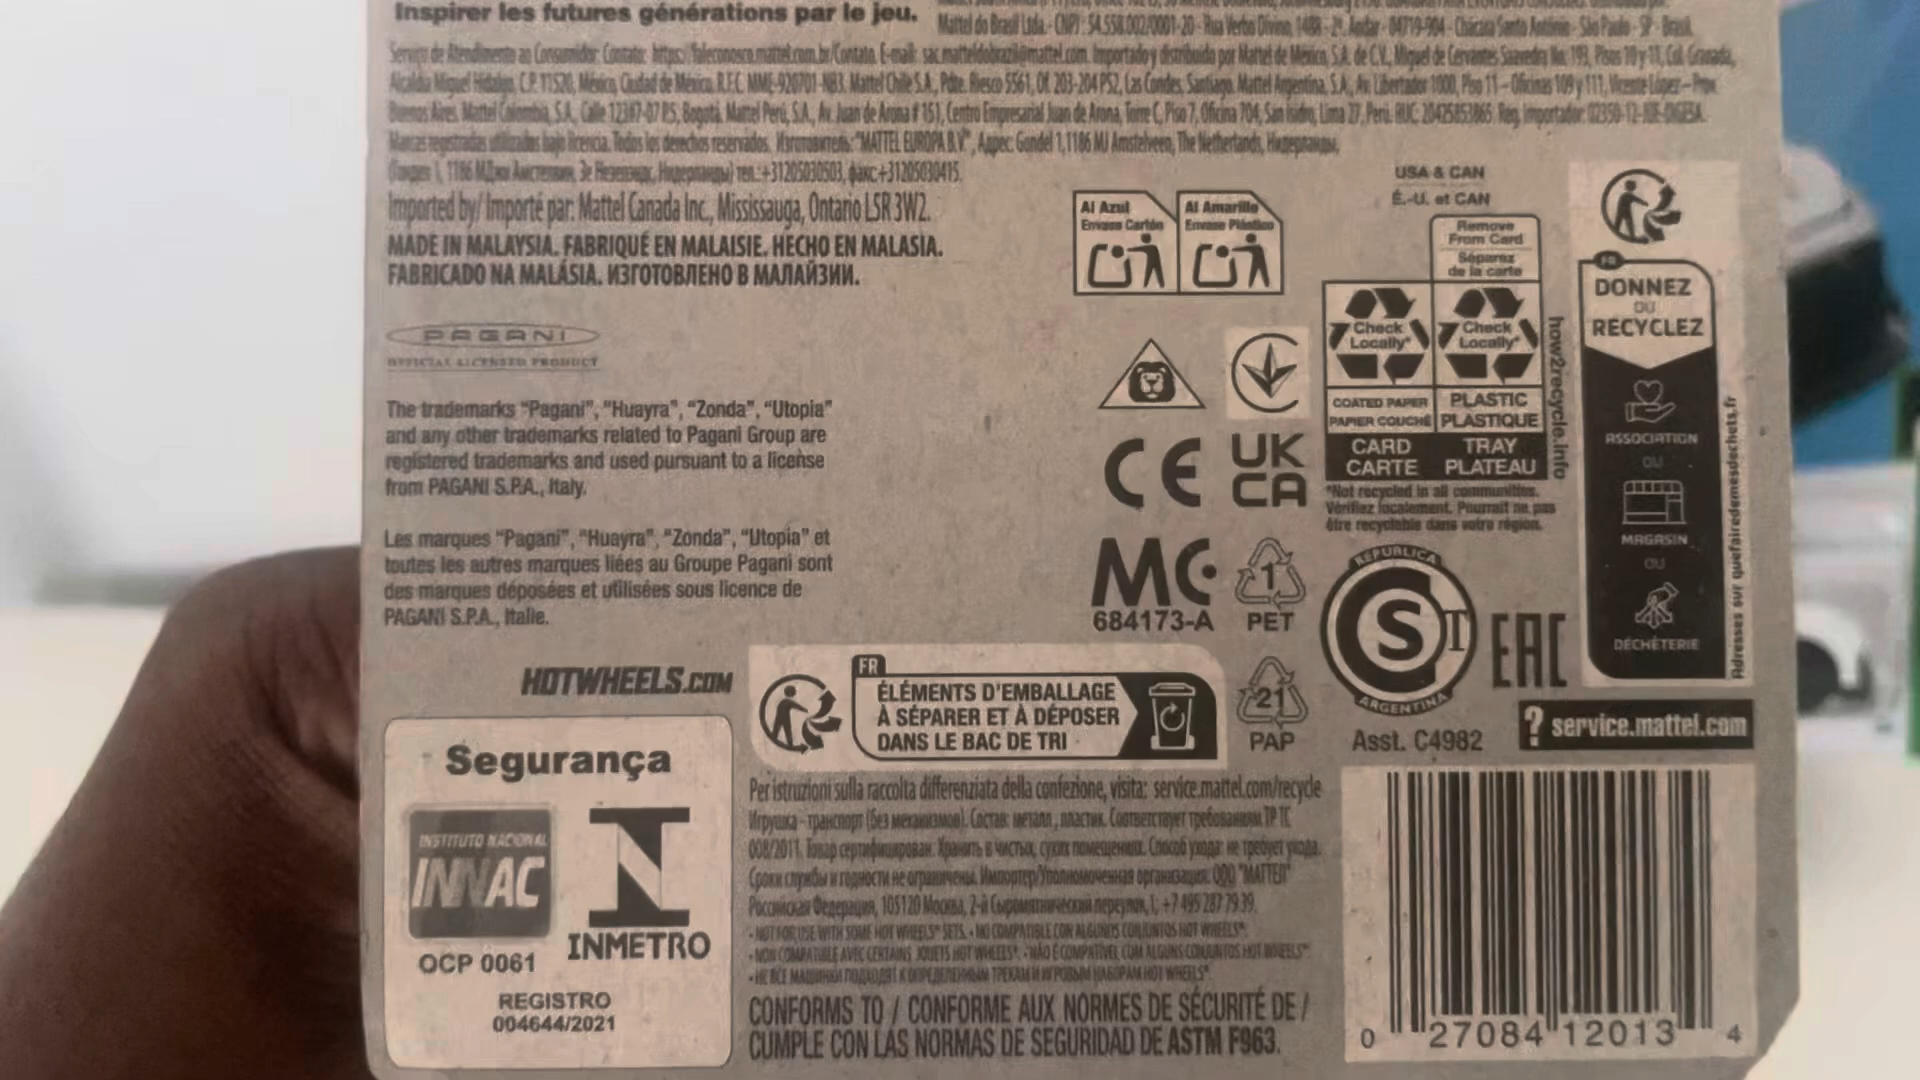 Inspirer les futures générations par le jeu.
Mattel do Brasil Ltda. - CNPJ : 54.558.002/0001-20 - Rua Verbo Divino, 1488 - 2º. Andar - 04719-904 - Chácara Santo Antônio - São Paulo - SP - Brasil.
Serviço de Atendimento ao Consumidor: Contato: https://faleconosco.mattel.com.br/Contato. E-mail: sac.matteldobrazil@mattel.com. Importado y distribuido por Mattel de México, S.A. de C.V., Miguel de Cervantes Saavedra No. 193, Pisos 10 y 11, Col. Granada,
Alcaldía Miguel Hidalgo, C.P. 11520, México, Ciudad de México. R.F.C. MME-920701-NB3. Mattel Chile S.A., Pdte. Riesco 5561, Of. 203-204 P52, Las Condes, Santiago. Mattel Argentina, S.A., Av. Libertador 1000, Piso 11 – Oficinas 109 y 111, Vicente López – Prov.
Buenos Aires. Mattel Colombia, S.A., Calle 123#7-07 P.5, Bogotá. Mattel Perú, S.A., Av. Juan de Arona # 151, Centro Empresarial Juan de Arona, Torre C, Piso 7, Oficina 704, San Isidro, Lima 27, Perú. RUC: 20425853865. Reg. Importador: 02350-12-JUE-DIGESA.
Marcas registradas utilizadas bajo licencia. Todos los derechos reservados. Изготовитель: "MATTEL EUROPA B.V.", Адрес: Gondel 1, 1186 MJ Amstelveen, The Netherlands, Нидерланды,
тел.:+31205030503, факс:+31205030415.
Imported by/ Importé par: Mattel Canada Inc., Mississauga, Ontario L5R 3W2.
MADE IN MALAYSIA. FABRIQUÉ EN MALAISIE. HECHO EN MALASIA.
FABRICADO NA MALÁSIA. ИЗГОТОВЛЕНО В МАЛАЙЗИИ.
PAGANI
OFFICIAL LICENSED PRODUCT
The trademarks “Pagani”, “Huayra”, “Zonda”, “Utopia”
and any other trademarks related to Pagani Group are
registered trademarks and used pursuant to a license
from PAGANI S.P.A., Italy.
Les marques “Pagani”, “Huayra”, “Zonda”, “Utopia” et
toutes les autres marques liées au Groupe Pagani sont
des marques déposées et utilisées sous licence de
PAGANI S.P.A., Italie.
HOTWHEELS.COM
Segurança
INSTITUTO NACIONAL
INNAC
OCP 0061
INMETRO
REGISTRO
004644/2021
Al Azul
Envase Cartón
Al Amarillo
Envase Plástico
USA & CAN
É.-U. et CAN
Remove
From Card
Séparez
de la carte
Check
Locally*
Check
Locally*
COATED PAPER
PAPIER COUCHÉ
PLASTIC
PLASTIQUE
CARD
CARTE
TRAY
PLATEAU
*Not recycled in all communities.
Vérifiez localement. Pourrait ne pas
être recyclable dans votre région.
how2recycle.info
CE
UK
CA
MC
684173-A
1
PET
21
PAP
REPUBLICA
S
T
ARGENTINA
EAC
FR
DONNEZ
OU
RECYCLEZ
ASSOCIATION
OU
MAGASIN
OU
DÉCHÈTERIE
Adresses sur quefairedemesdechets.fr
FR
ÉLÉMENTS D'EMBALLAGE
À SÉPARER ET À DÉPOSER
DANS LE BAC DE TRI
Asst. C4982
? service.mattel.com
Per istruzioni sulla raccolta differenziata della confezione, visita: service.mattel.com/recycle
Игрушка - транспорт (без механизмов). Состав: металл, пластик. Соответствует требованиям ТР ТС
008/2011. Товар сертифицирован. Хранить в чистых, сухих помещениях. Способ ухода: не требует ухода.
Сроки службы и годности не ограничены. Импортер/Уполномоченная организация: ООО "МАТТЕЛ"
Российская Федерация, 105120 Москва, 2-й Сыромятнический переулок, 1; +7 495 287 79 39.
• NOT FOR USE WITH SOME HOT WHEELS® SETS. • NO COMPATIBLE CON ALGUNOS CONJUNTOS HOT WHEELS®.
• NON COMPATIBLE AVEC CERTAINS JOUETS HOT WHEELS®. • NÃO É COMPATÍVEL COM ALGUNS CONJUNTOS HOT WHEELS®.
• НЕ ВСЕ МАШИНКИ ПОДХОДЯТ К ОПРЕДЕЛЕННЫМ ТРЕКАМ И ИГРОВЫМ НАБОРАМ HOT WHEELS®.
CONFORMS TO / CONFORME AUX NORMES DE SÉCURITÉ DE /
CUMPLE CON LAS NORMAS DE SEGURIDAD DE ASTM F963.
0 27084 12013 4